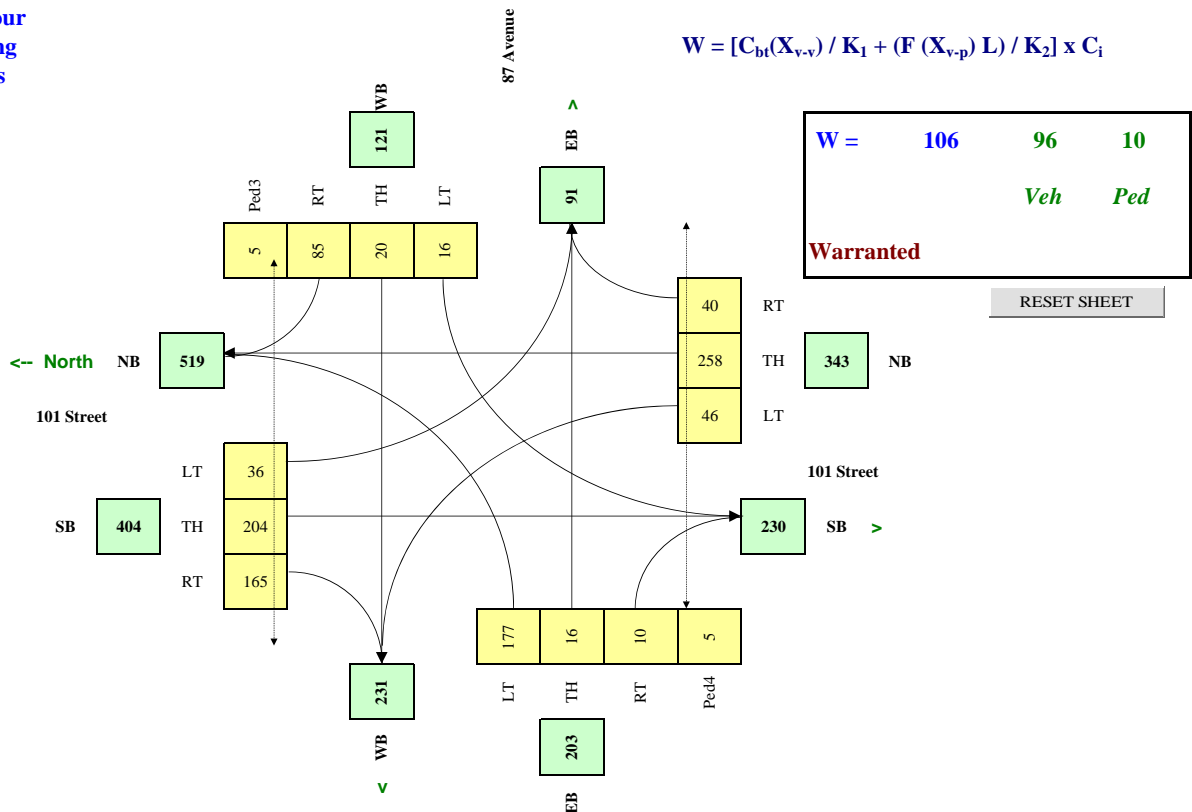 our
ng
s
87 Avenue
W = [Cbt(Xv-v) / K1 + (F (Xv-p) L) / K2] x Ci
WB
121
^
EB
91
W = 106 96 10
Veh Ped
Warranted
RESET SHEET
Ped3 RT TH LT
5 85 20 16
40 RT
258 TH 343 NB
46 LT
<-- North NB 519
101 Street
LT 36
SB 404 TH 204
RT 165
101 Street
230 SB >
177 16 10 5
LT TH RT Ped4
231
WB
v
203
EB